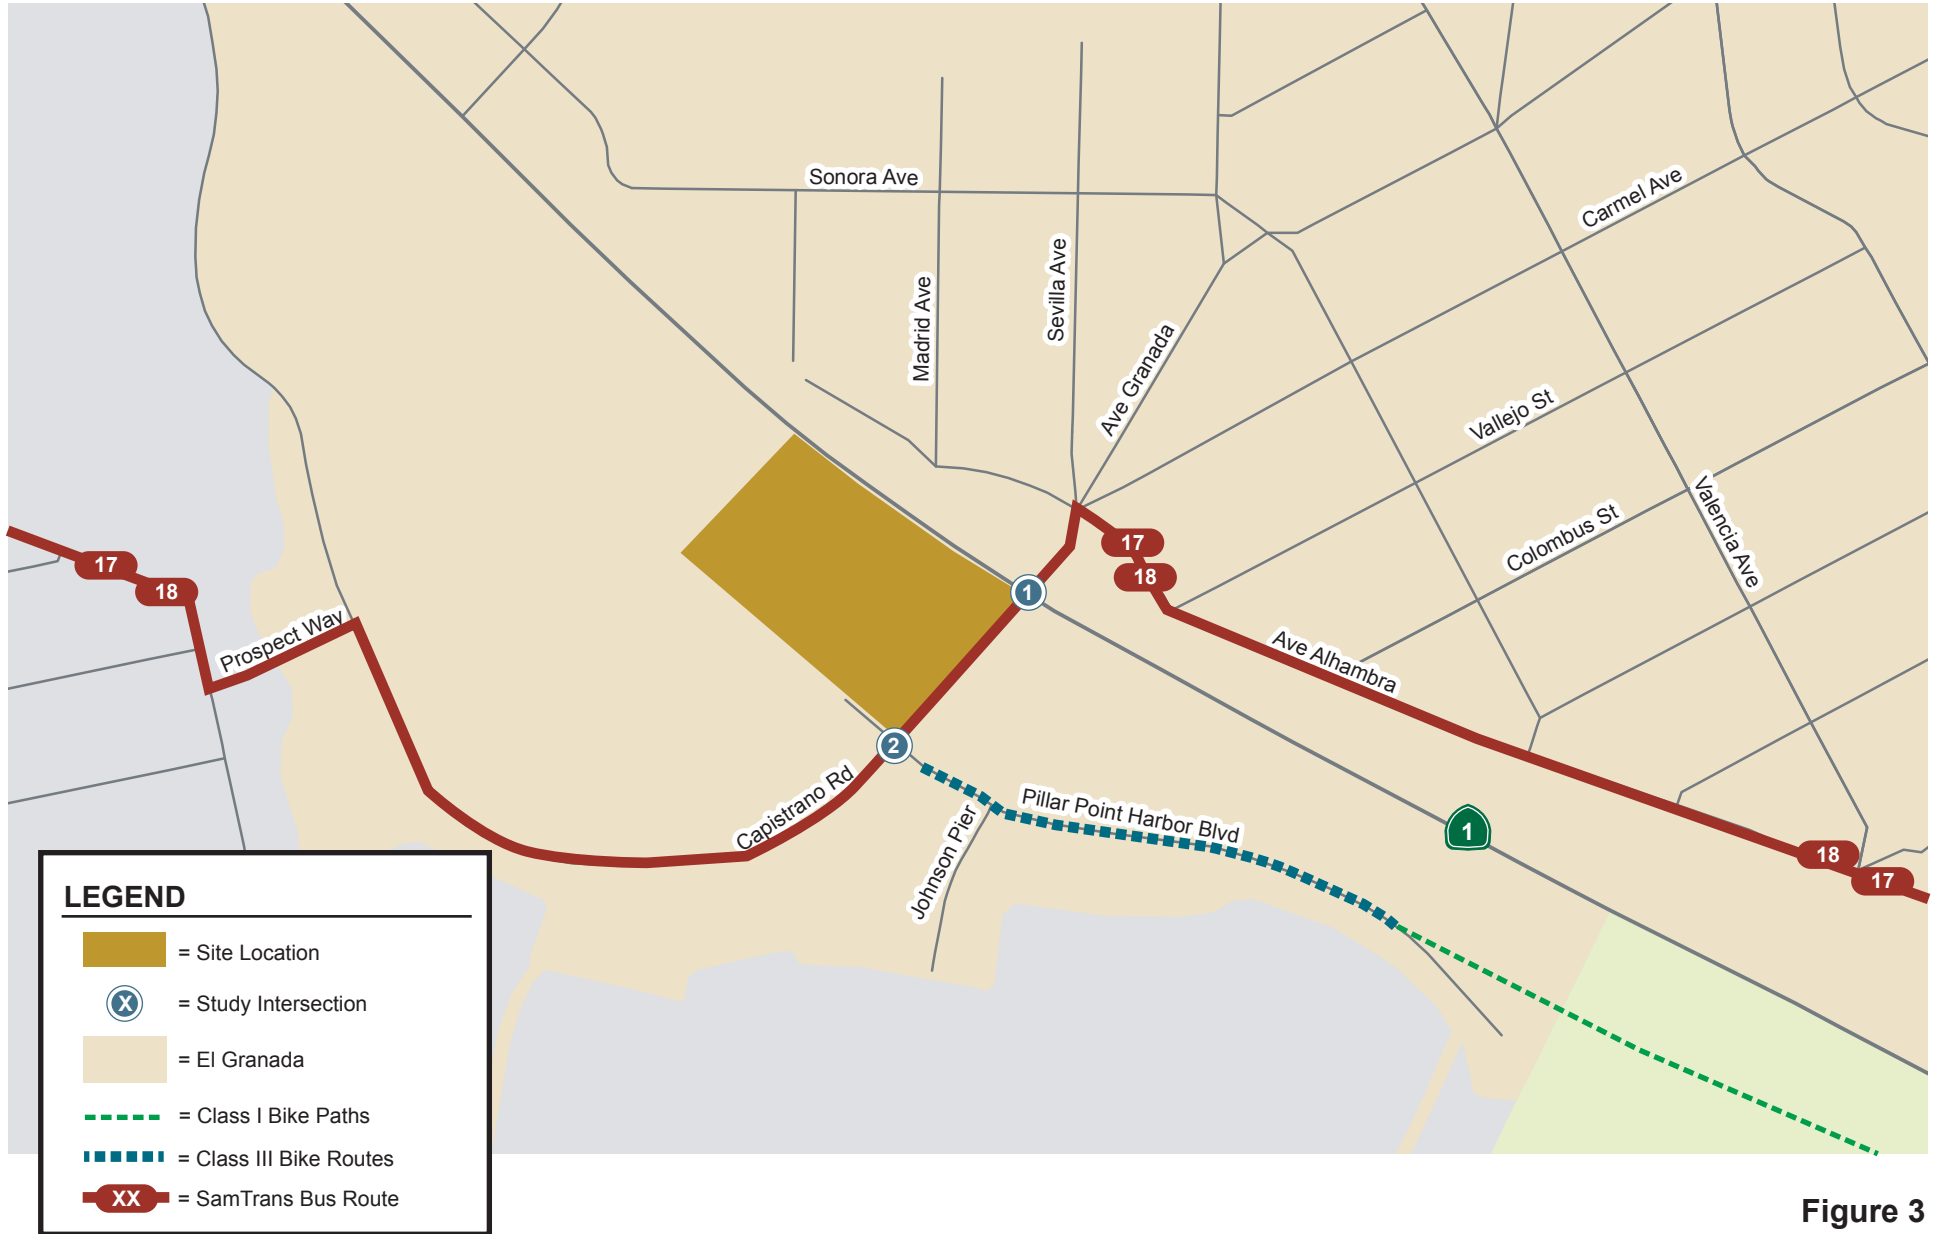 Sonora Ave
Carmel Ave
Madrid Ave
Sevilla Ave
Ave Granada
Vallejo St
Colombus St
Valencia Ave
17
18
17
18
1
Prospect Way
Ave Alhambra
2
Capistrano Rd
Pillar Point Harbor Blvd
Johnson Pier
1
18
17
LEGEND
= Site Location
X = Study Intersection
= El Granada
= Class I Bike Paths
= Class III Bike Routes
XX = SamTrans Bus Route
Figure 3